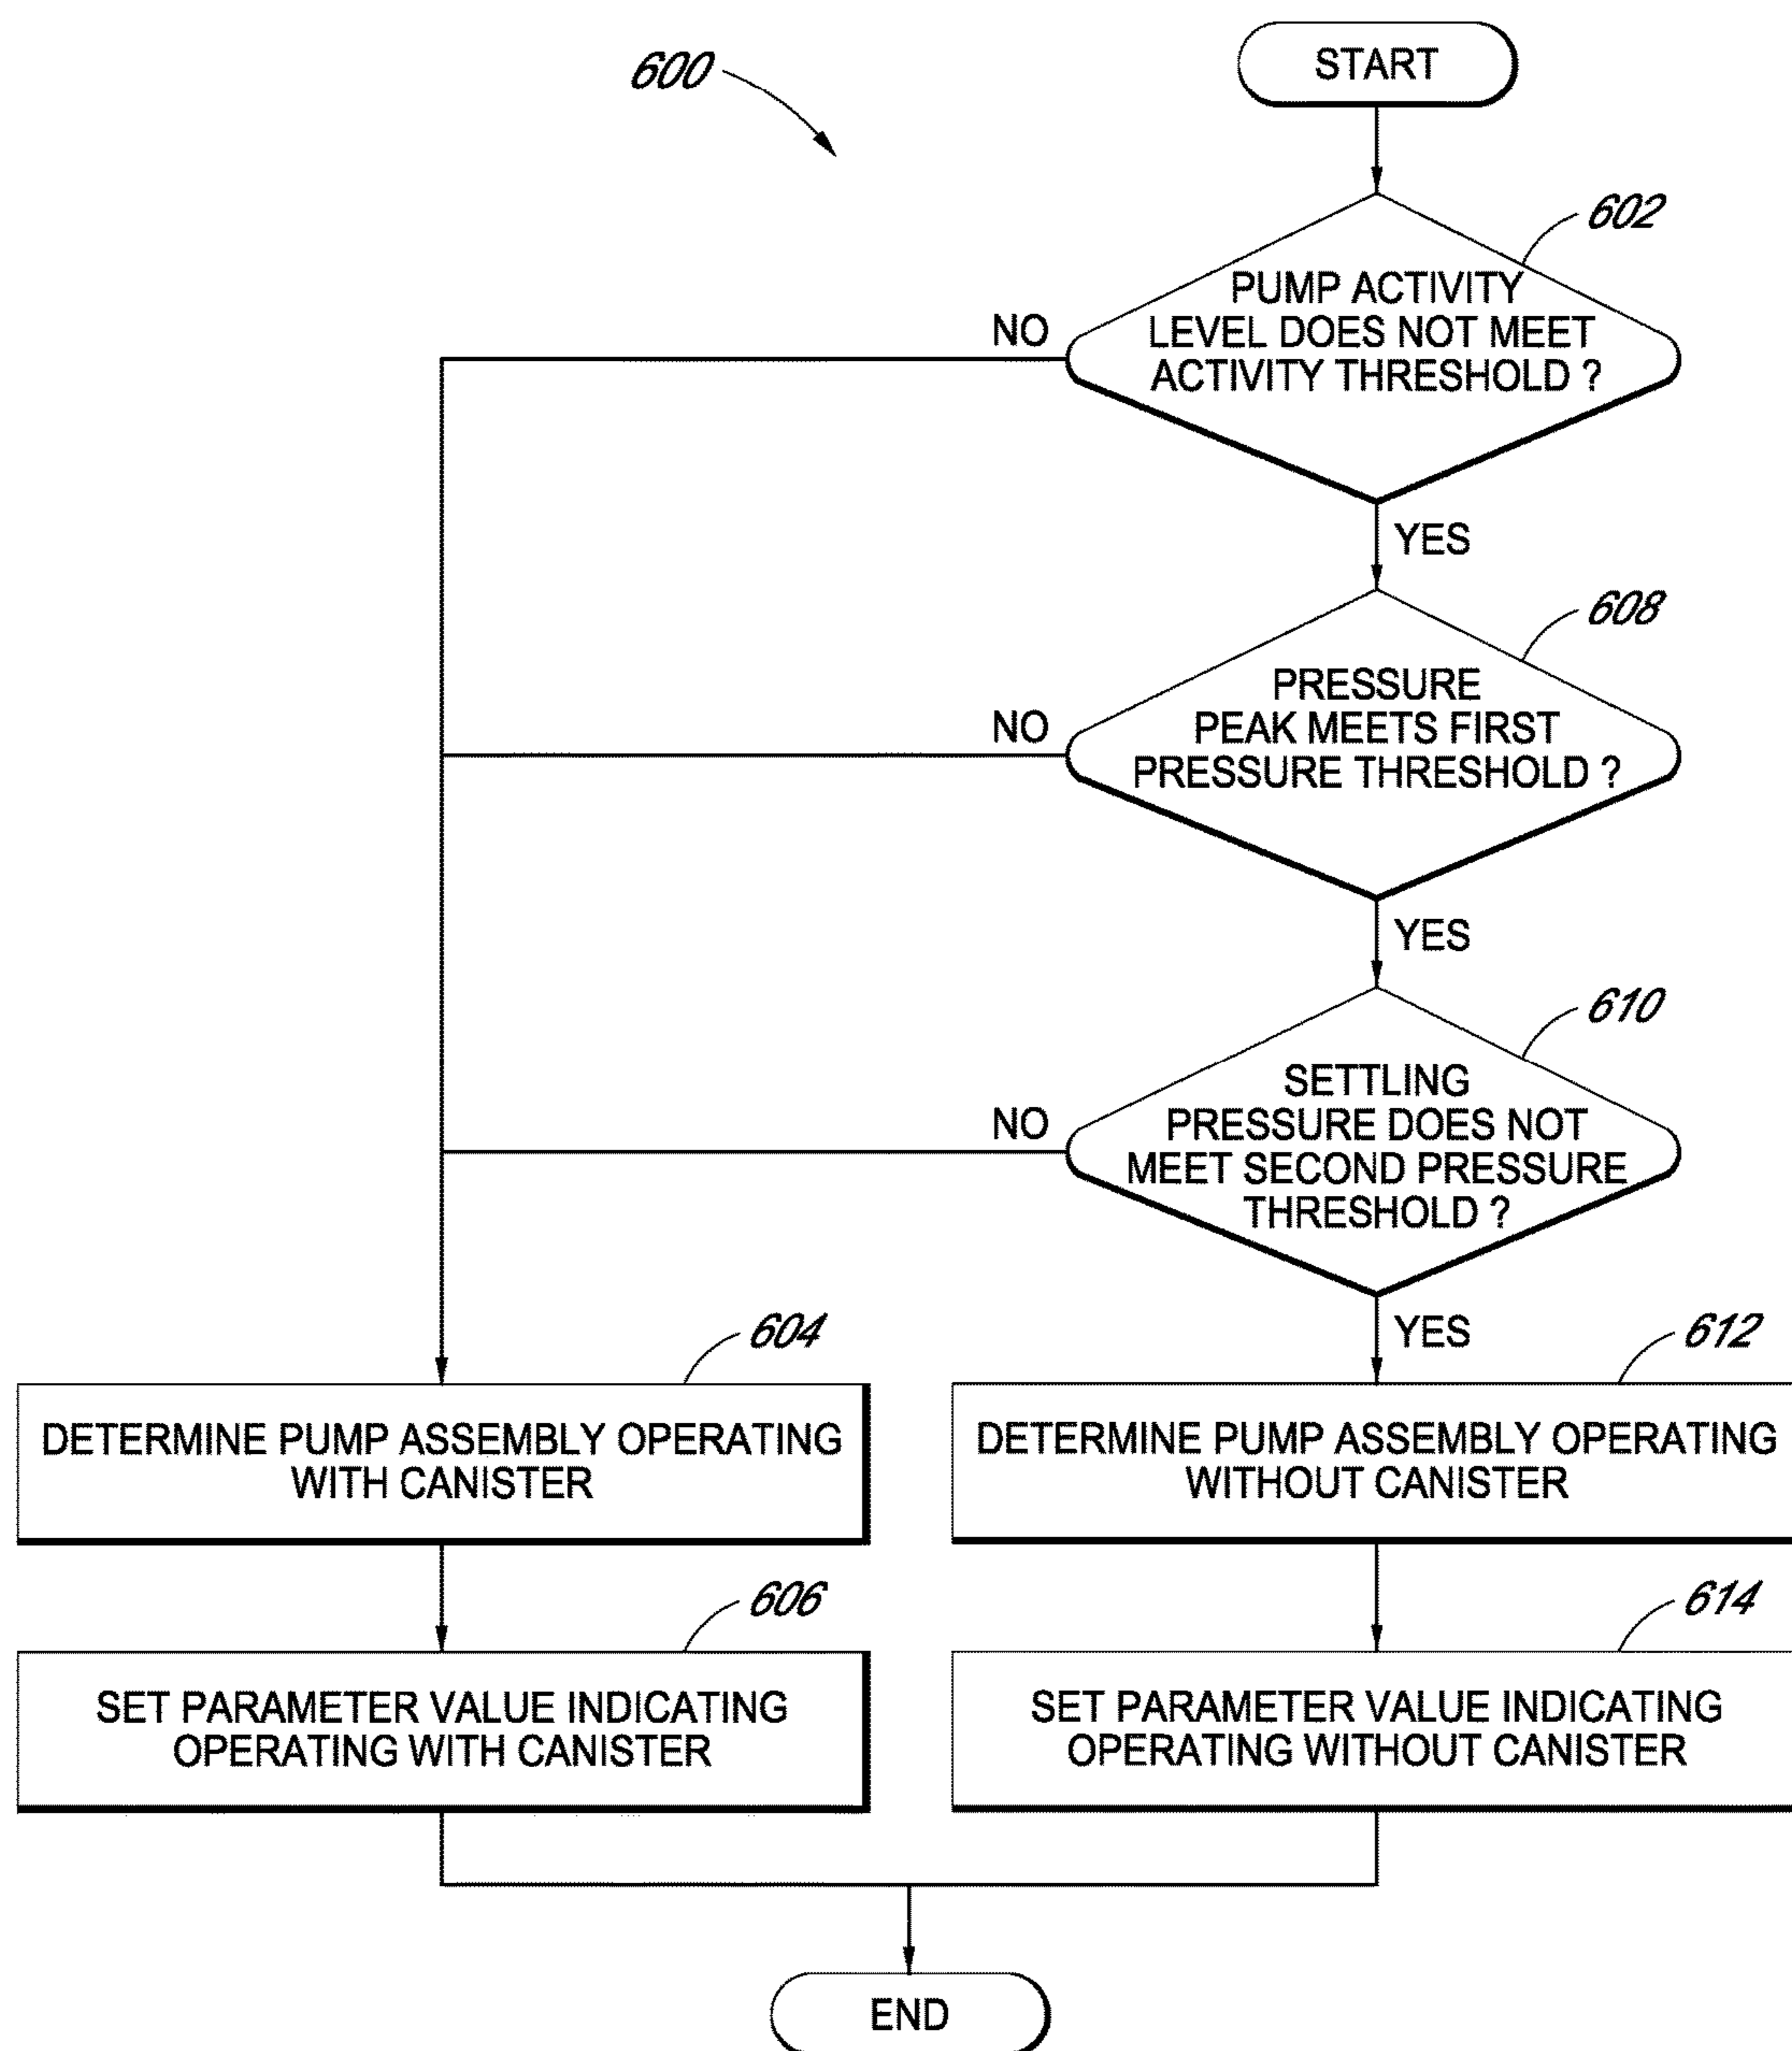 600
START
602
PUMP ACTIVITY
LEVEL DOES NOT MEET
ACTIVITY THRESHOLD ?
NO
YES
608
PRESSURE
PEAK MEETS FIRST
PRESSURE THRESHOLD ?
NO
YES
610
SETTLING
PRESSURE DOES NOT
MEET SECOND PRESSURE
THRESHOLD ?
NO
YES
604
DETERMINE PUMP ASSEMBLY OPERATING
WITH CANISTER
612
DETERMINE PUMP ASSEMBLY OPERATING
WITHOUT CANISTER
606
SET PARAMETER VALUE INDICATING
OPERATING WITH CANISTER
614
SET PARAMETER VALUE INDICATING
OPERATING WITHOUT CANISTER
END